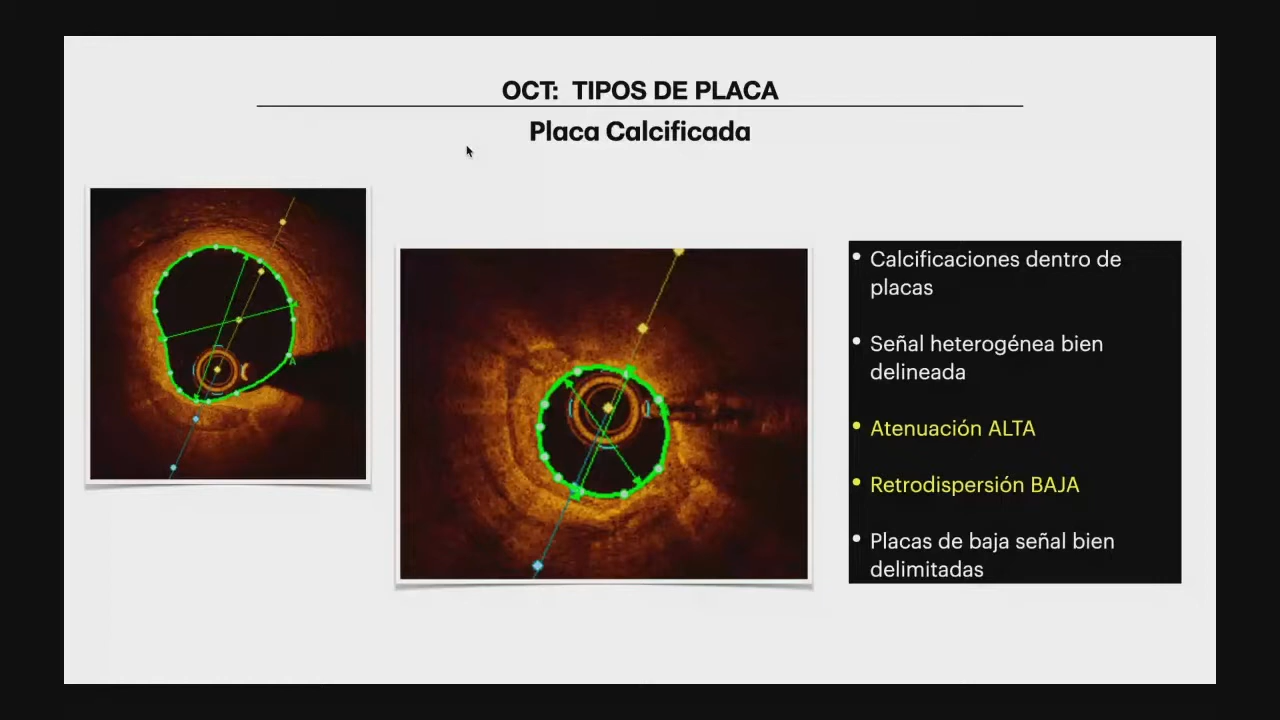 OCT: TIPOS DE PLACA
Placa Calcificada
• Calcificaciones dentro de
placas
• Señal heterogénea bien
delineada
• Atenuación ALTA
• Retrodispersión BAJA
• Placas de baja señal bien
delimitadas